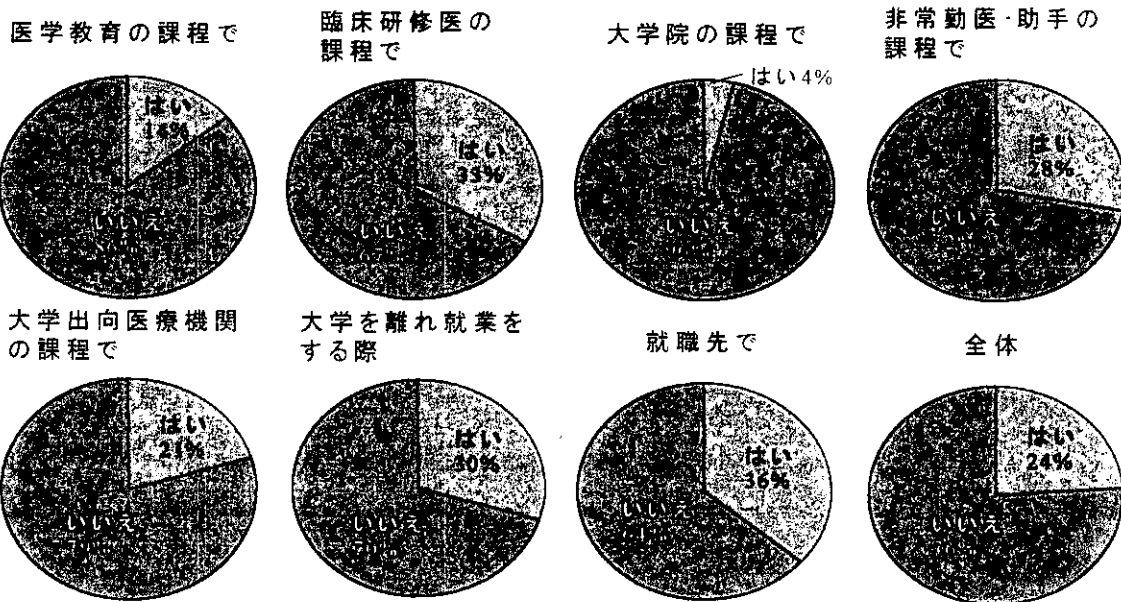 医学教育の課程で
臨床研修医の
課程で
大学院の課程で
非常勤医・助手の
課程で
はい
14%
いいえ
はい
33%
いいえ
はい4%
いいえ
はい
28%
いいえ
大学出向医療機関
の課程で
大学を離れ就業を
する際
就職先で
全体
はい
21%
いいえ
はい
30%
いいえ
はい
36%
いいえ
はい
24%
いいえ